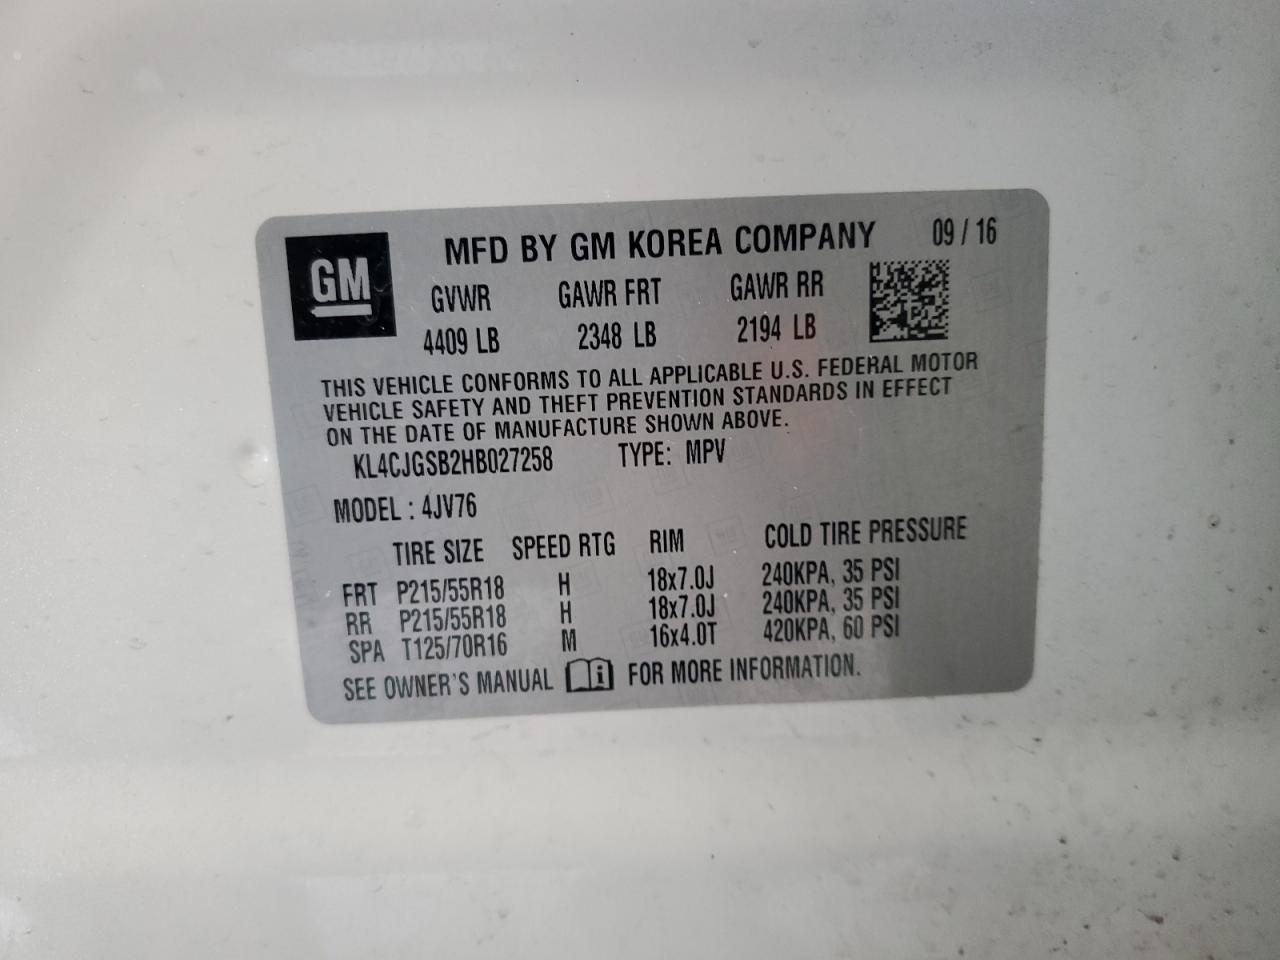 GM
MFD BY GM KOREA COMPANY 09 / 16
GVWR GAWR FRT GAWR RR
4409 LB 2348 LB 2194 LB
THIS VEHICLE CONFORMS TO ALL APPLICABLE U.S. FEDERAL MOTOR
VEHICLE SAFETY AND THEFT PREVENTION STANDARDS IN EFFECT
ON THE DATE OF MANUFACTURE SHOWN ABOVE.
KL4CJGSB2HB027258 TYPE: MPV
MODEL : 4JV76
TIRE SIZE SPEED RTG RIM COLD TIRE PRESSURE
FRT P215/55R18 H 18x7.0J 240KPA, 35 PSI
RR P215/55R18 H 18x7.0J 240KPA, 35 PSI
SPA T125/70R16 M 16x4.0T 420KPA, 60 PSI
SEE OWNER'S MANUAL i FOR MORE INFORMATION.